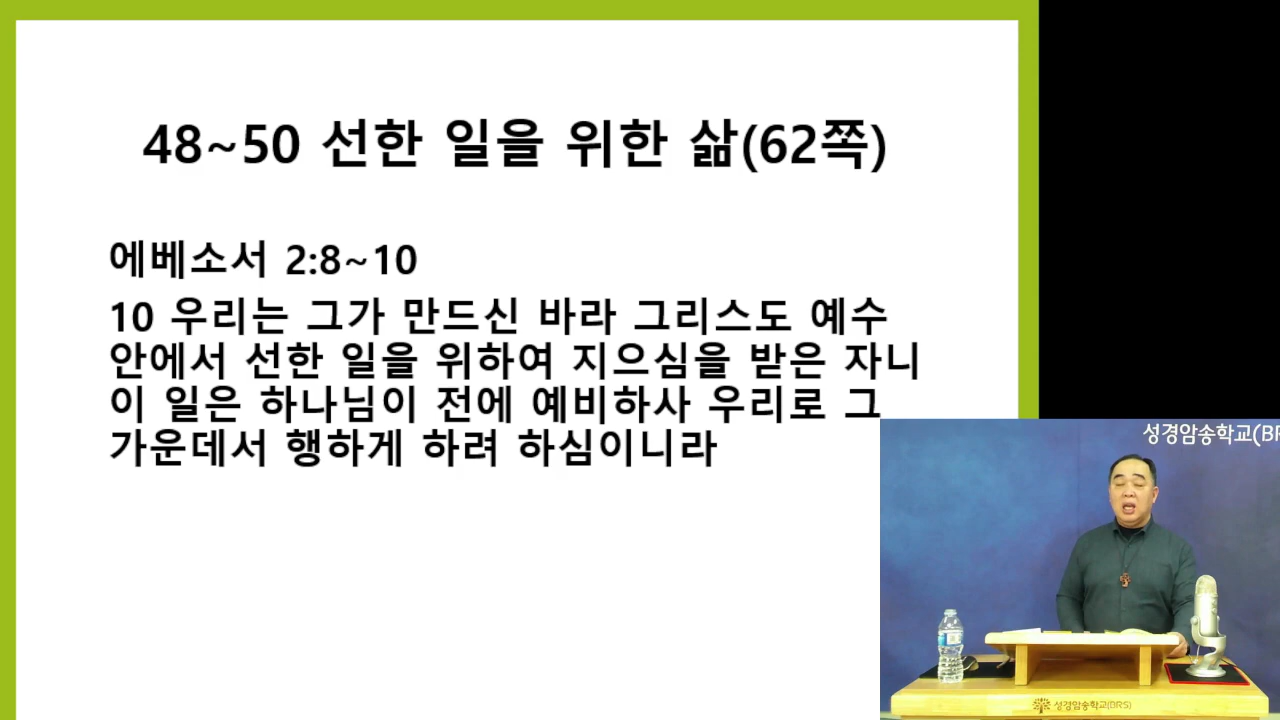 48~50 선한 일을 위한 삶(62쪽)
에베소서 2:8~10
10 우리는 그가 만드신 바라 그리스도 예수
안에서 선한 일을 위하여 지으심을 받은 자니
이 일은 하나님이 전에 예비하사 우리로 그
가운데서 행하게 하려 하심이니라
성경암송학교(BR
성경암송학교(BRS)